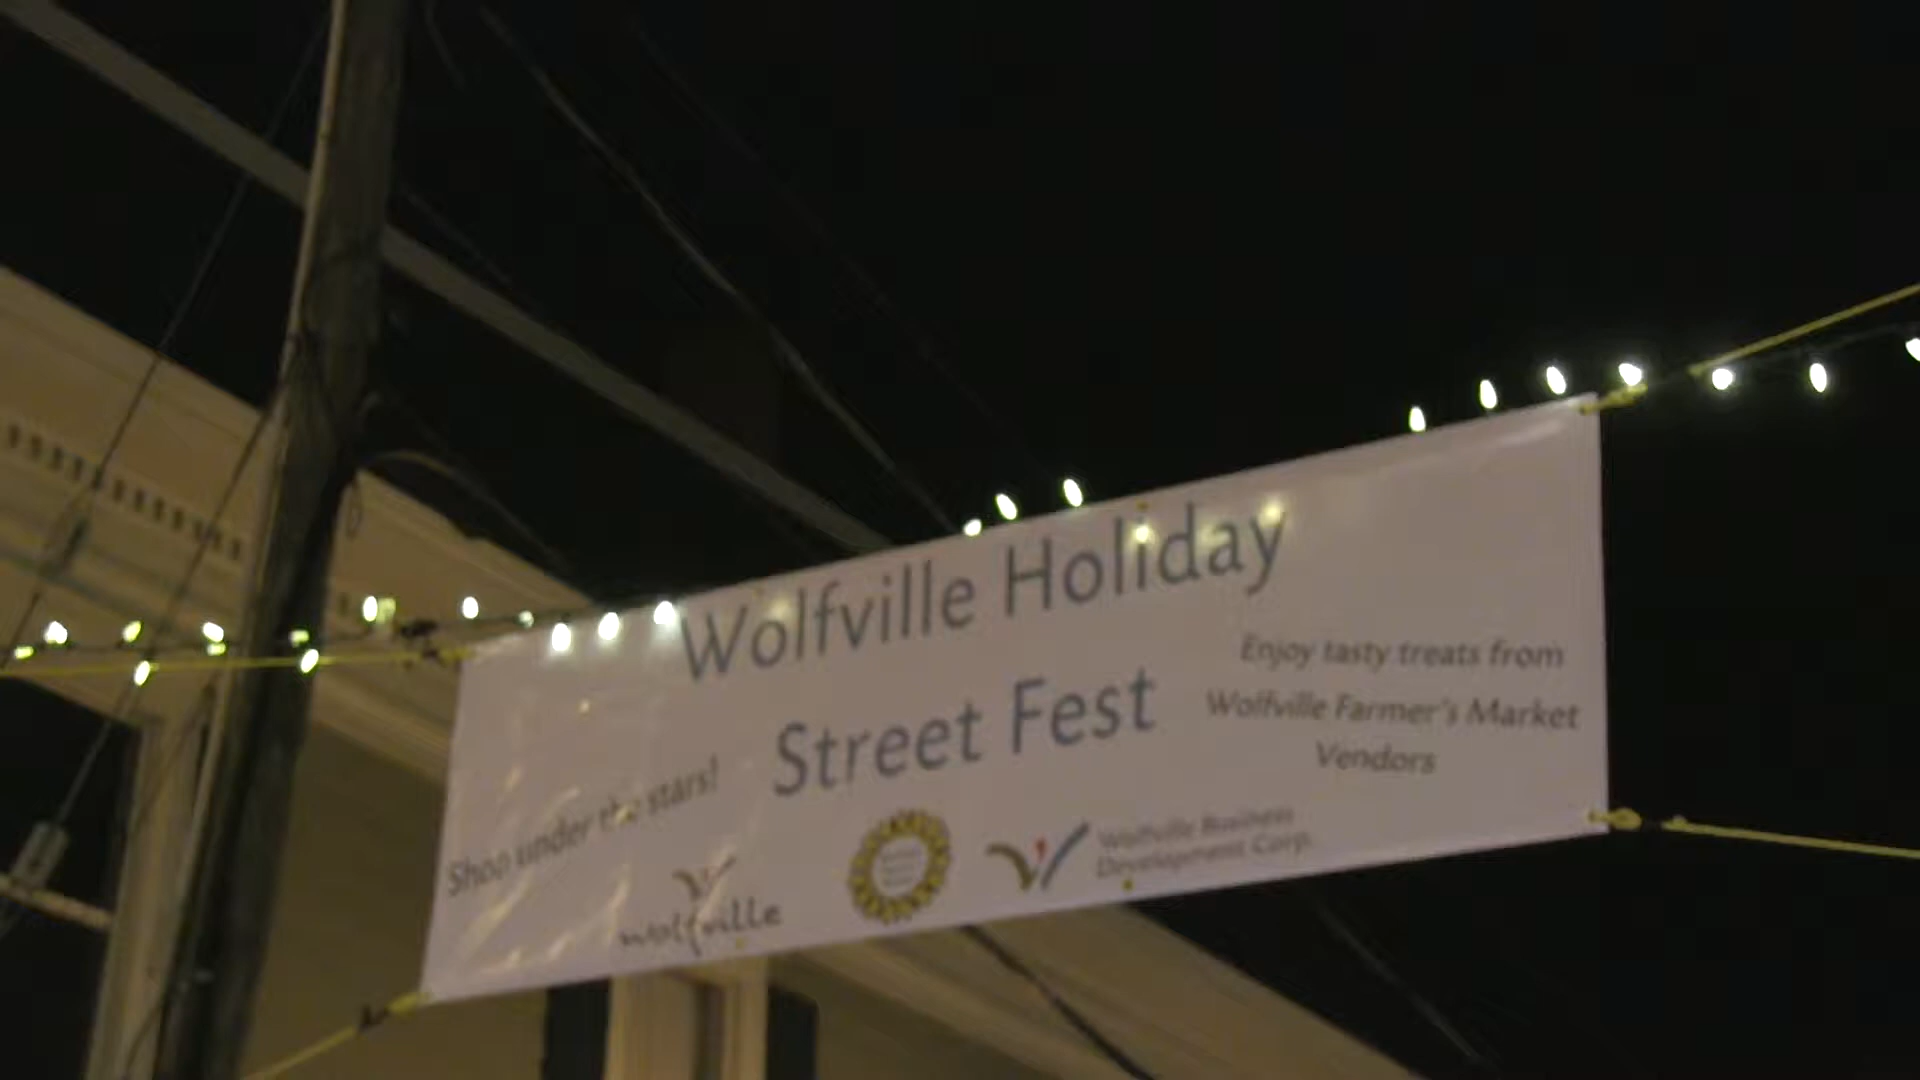 Wolfville Holiday
Street Fest
Shop under the stars!
Enjoy tasty treats from
Wolfville Farmer's Market
Vendors
wolfville
Wolfville Business
Development Corp.